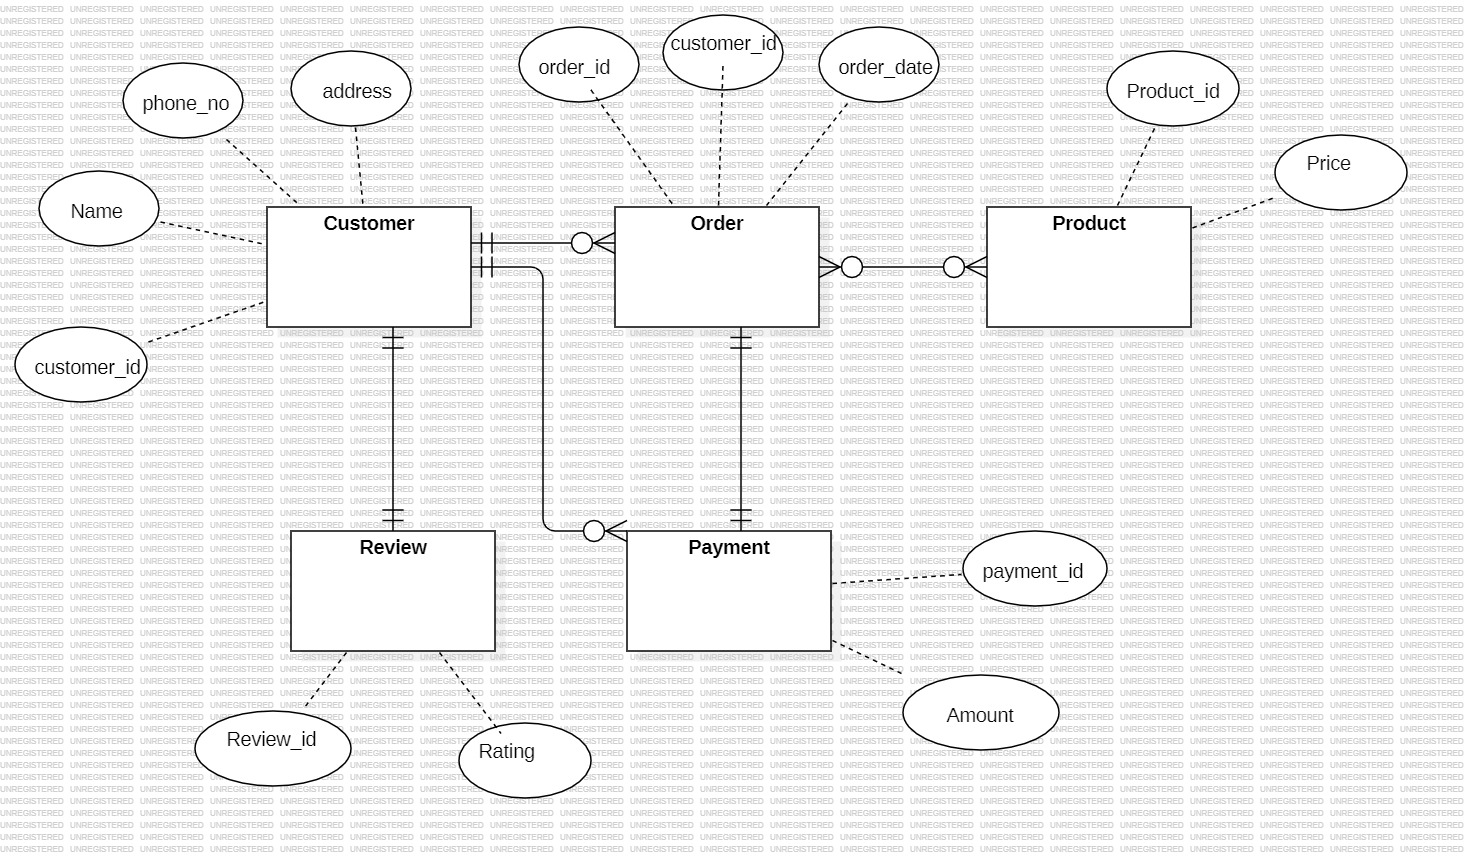 order_id
customer_id
order_date
phone_no
address
Product_id
Price
Name
Customer
Order
Product
customer_id
Review
Payment
payment_id
Amount
Review_id
Rating
UNREGISTERED